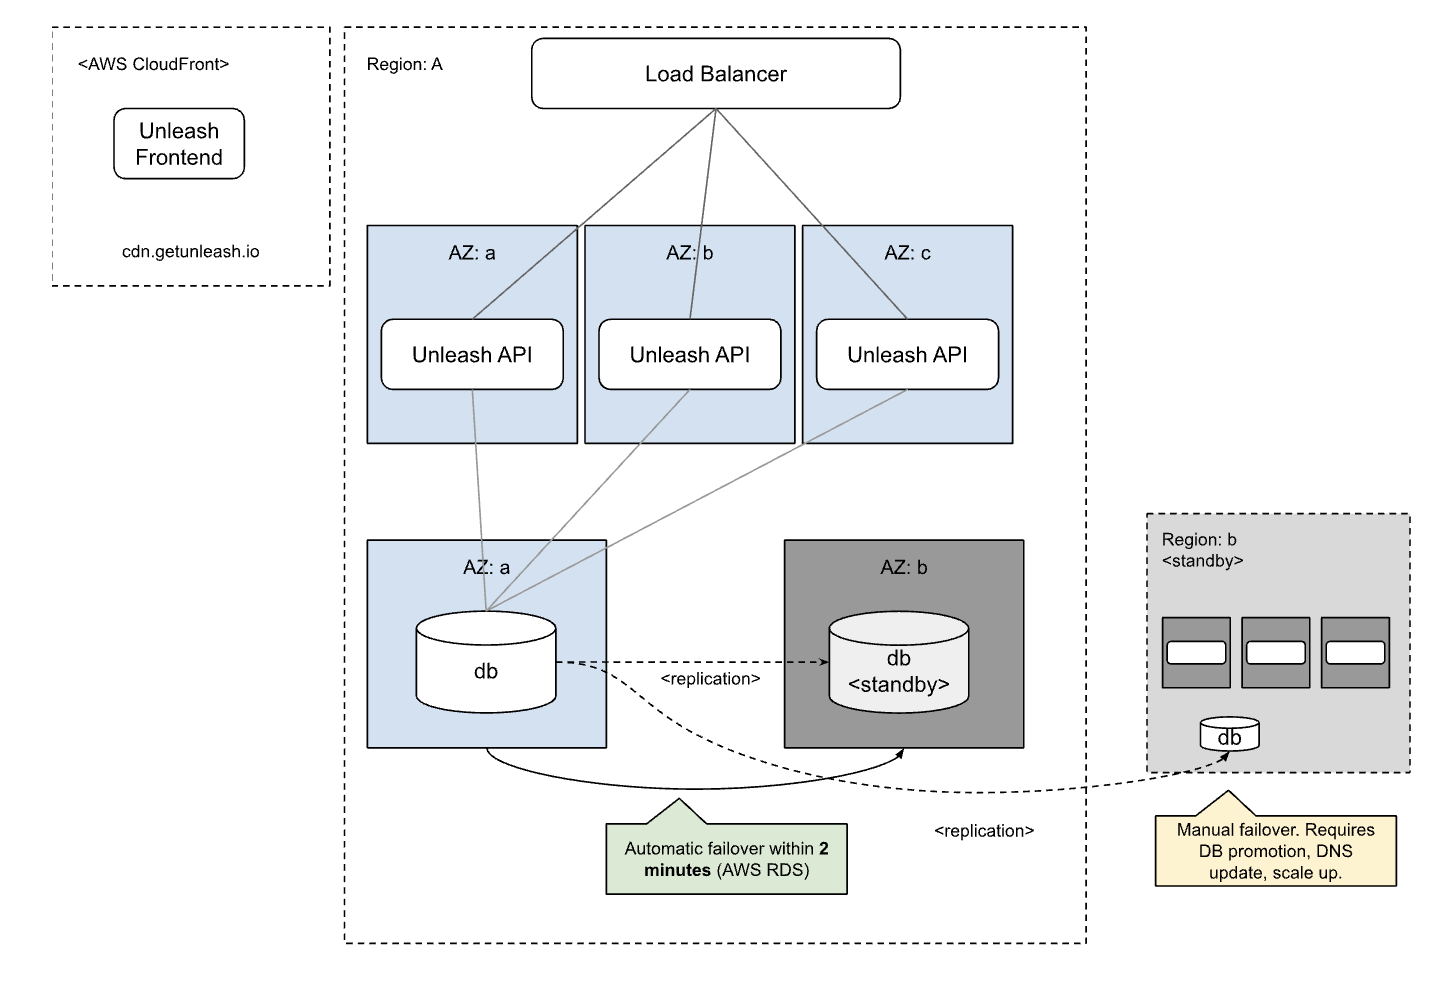 <AWS CloudFront>
Unleash
Frontend
cdn.getunleash.io
Region: A
Load Balancer
AZ: a
AZ: b
AZ: c
Unleash API
Unleash API
Unleash API
AZ: a
db
<replication>
AZ: b
db
<standby>
Automatic failover within 2
minutes (AWS RDS)
<replication>
Region: b
<standby>
db
Manual failover. Requires
DB promotion, DNS
update, scale up.